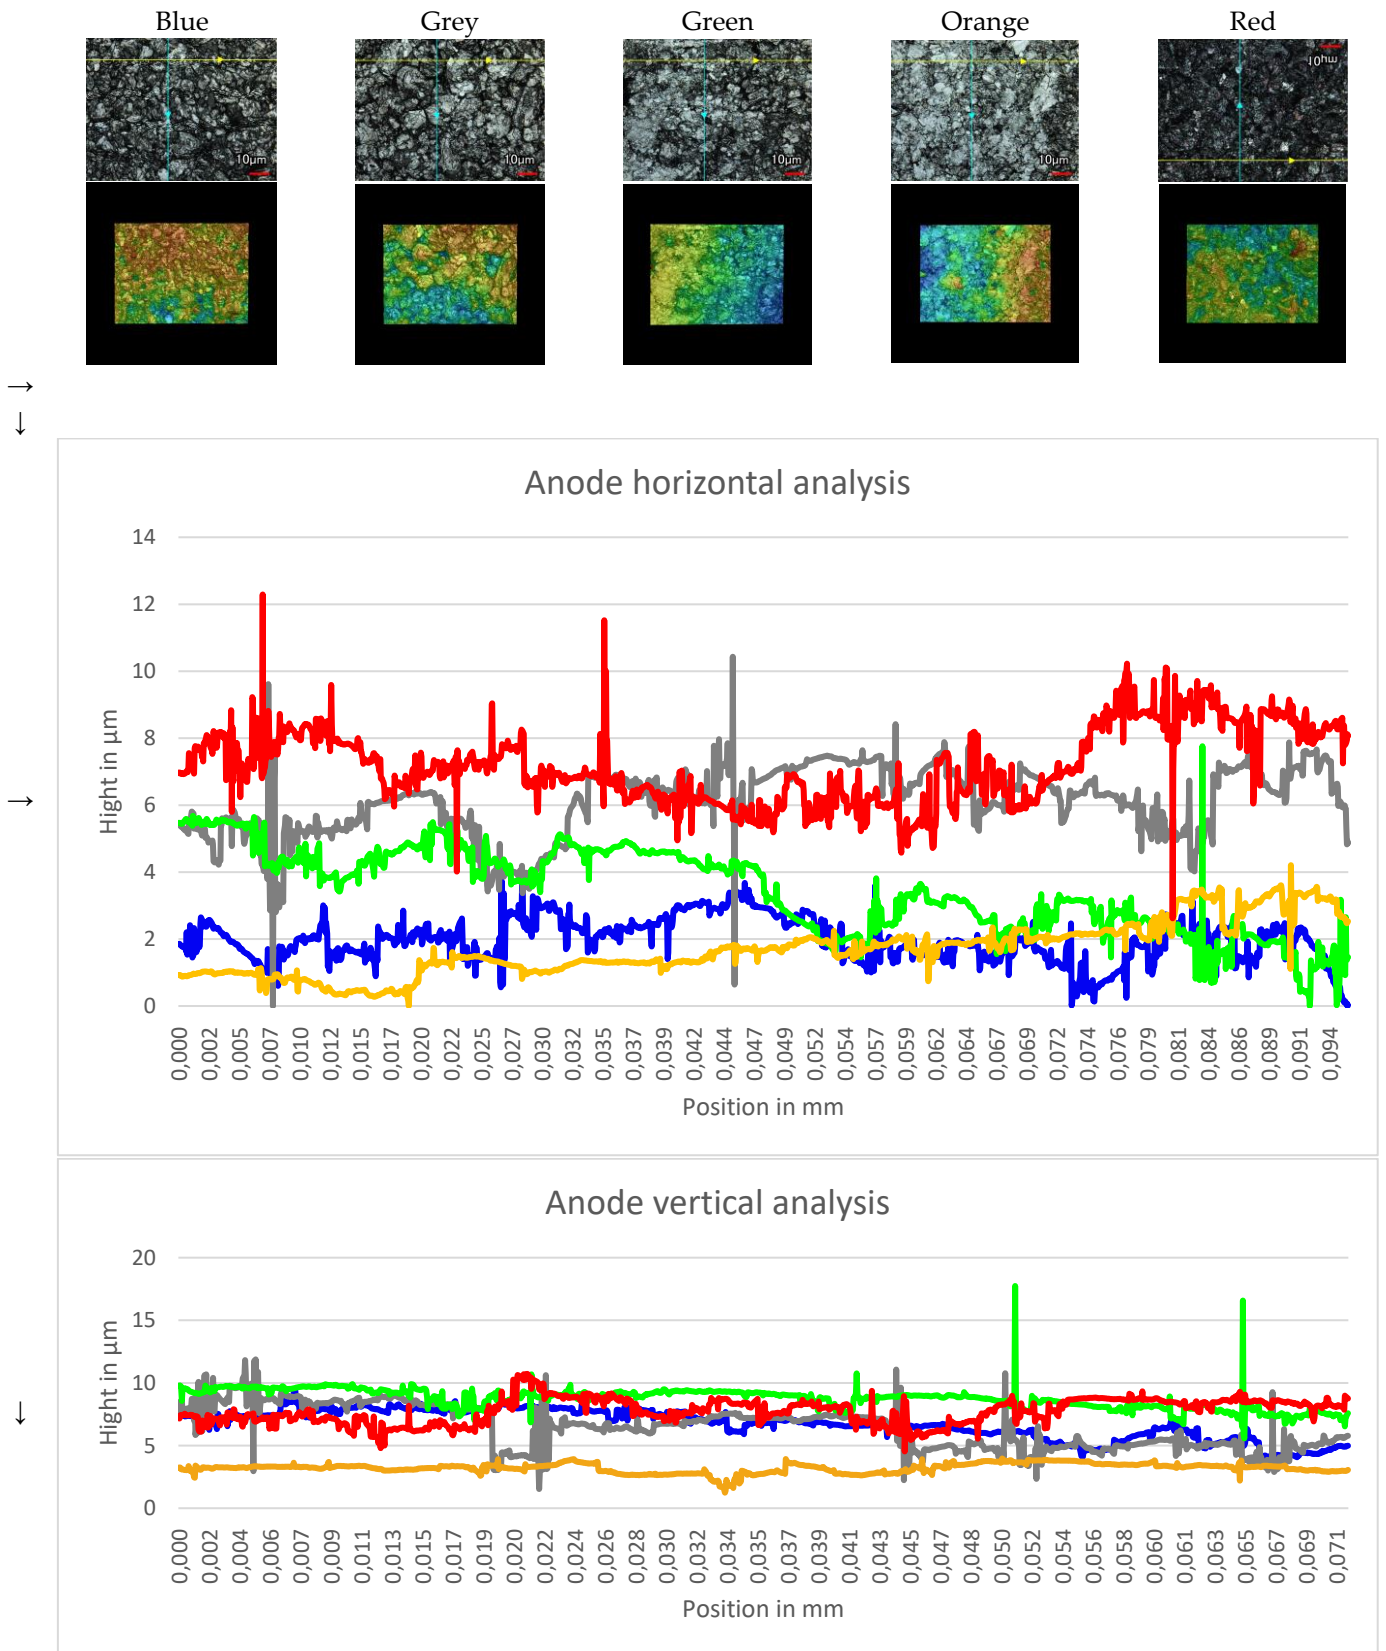 Blue Grey Green Orange Red
10µm 10µm 10µm 10µm 10µm
→
↓
Anode horizontal analysis
14
12
10
8
6
4
2
0
Hight in µm
→
0,000 0,002 0,005 0,007 0,010 0,012 0,015 0,017 0,020 0,022 0,025 0,027 0,030 0,032 0,035 0,037 0,039 0,042 0,044 0,047 0,049 0,052 0,054 0,057 0,059 0,062 0,064 0,067 0,069 0,072 0,074 0,076 0,079 0,081 0,084 0,086 0,089 0,091 0,094
Position in mm
Anode vertical analysis
20
15
10
5
0
Hight in µm
↓
0,000 0,002 0,004 0,006 0,007 0,009 0,011 0,013 0,015 0,017 0,019 0,020 0,022 0,024 0,026 0,028 0,030 0,032 0,034 0,035 0,037 0,039 0,041 0,043 0,045 0,047 0,048 0,050 0,052 0,054 0,056 0,058 0,060 0,061 0,063 0,065 0,067 0,069 0,071
Position in mm